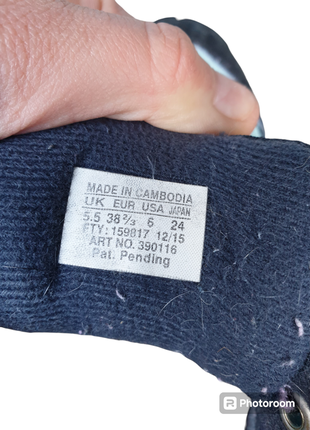 MADE IN CAMBODIA
UK EUR USA JAPAN
5.5 38⅔ 6 24
FTY: 159817 12/15
ART NO. 390116
Pat. Pending
Photoroom